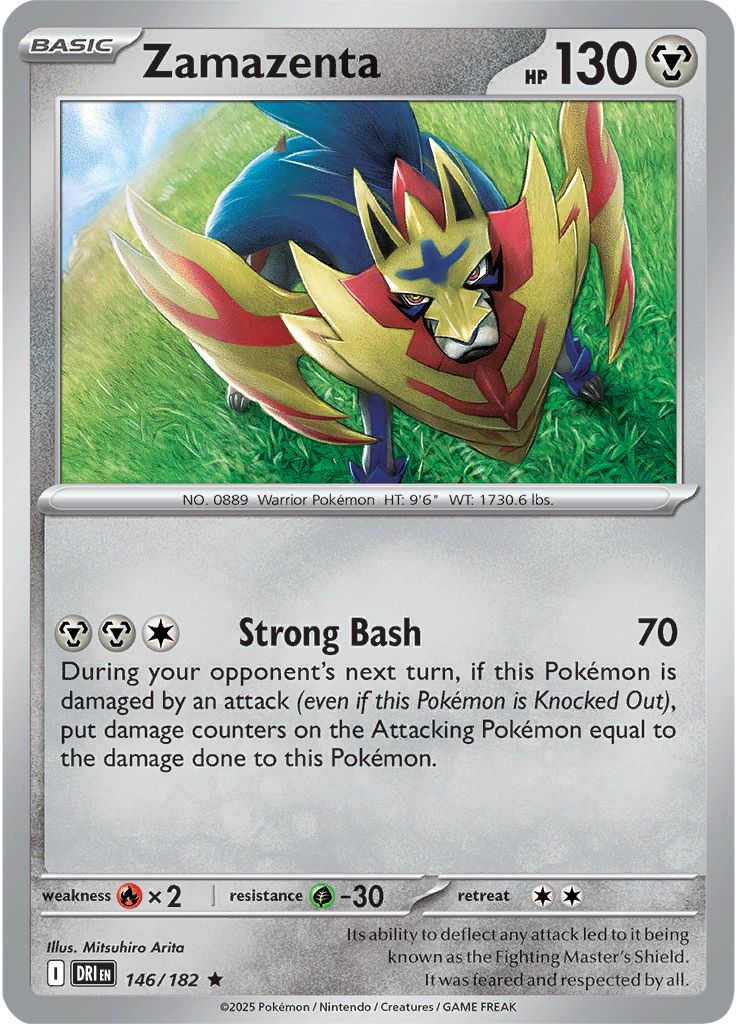 BASIC
Zamazenta
HP 130
NO. 0889 Warrior Pokémon HT: 9'6" WT: 1730.6 lbs.
Strong Bash 70
During your opponent's next turn, if this Pokémon is
damaged by an attack (even if this Pokémon is Knocked Out),
put damage counters on the Attacking Pokémon equal to
the damage done to this Pokémon.
weakness ×2 resistance -30 retreat
Illus. Mitsuhiro Arita
I DRI EN 146/182 ★
Its ability to deflect any attack led to it being
known as the Fighting Master's Shield.
It was feared and respected by all.
©2025 Pokémon / Nintendo / Creatures / GAME FREAK